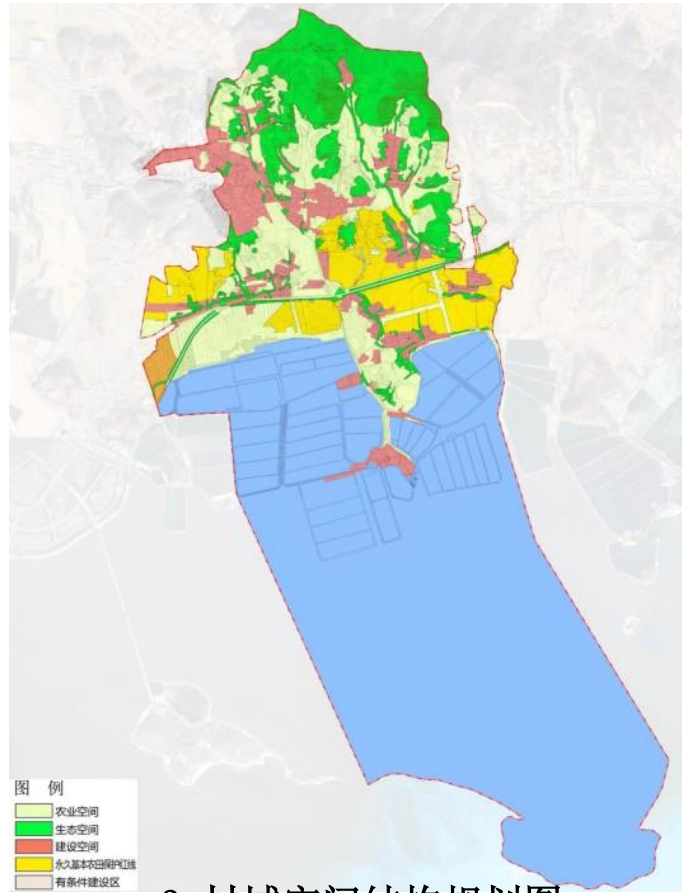 图 例
农业空间
生态空间
建设空间
永久基本农田保护红线
有条件建设区
村域空间结构规划图